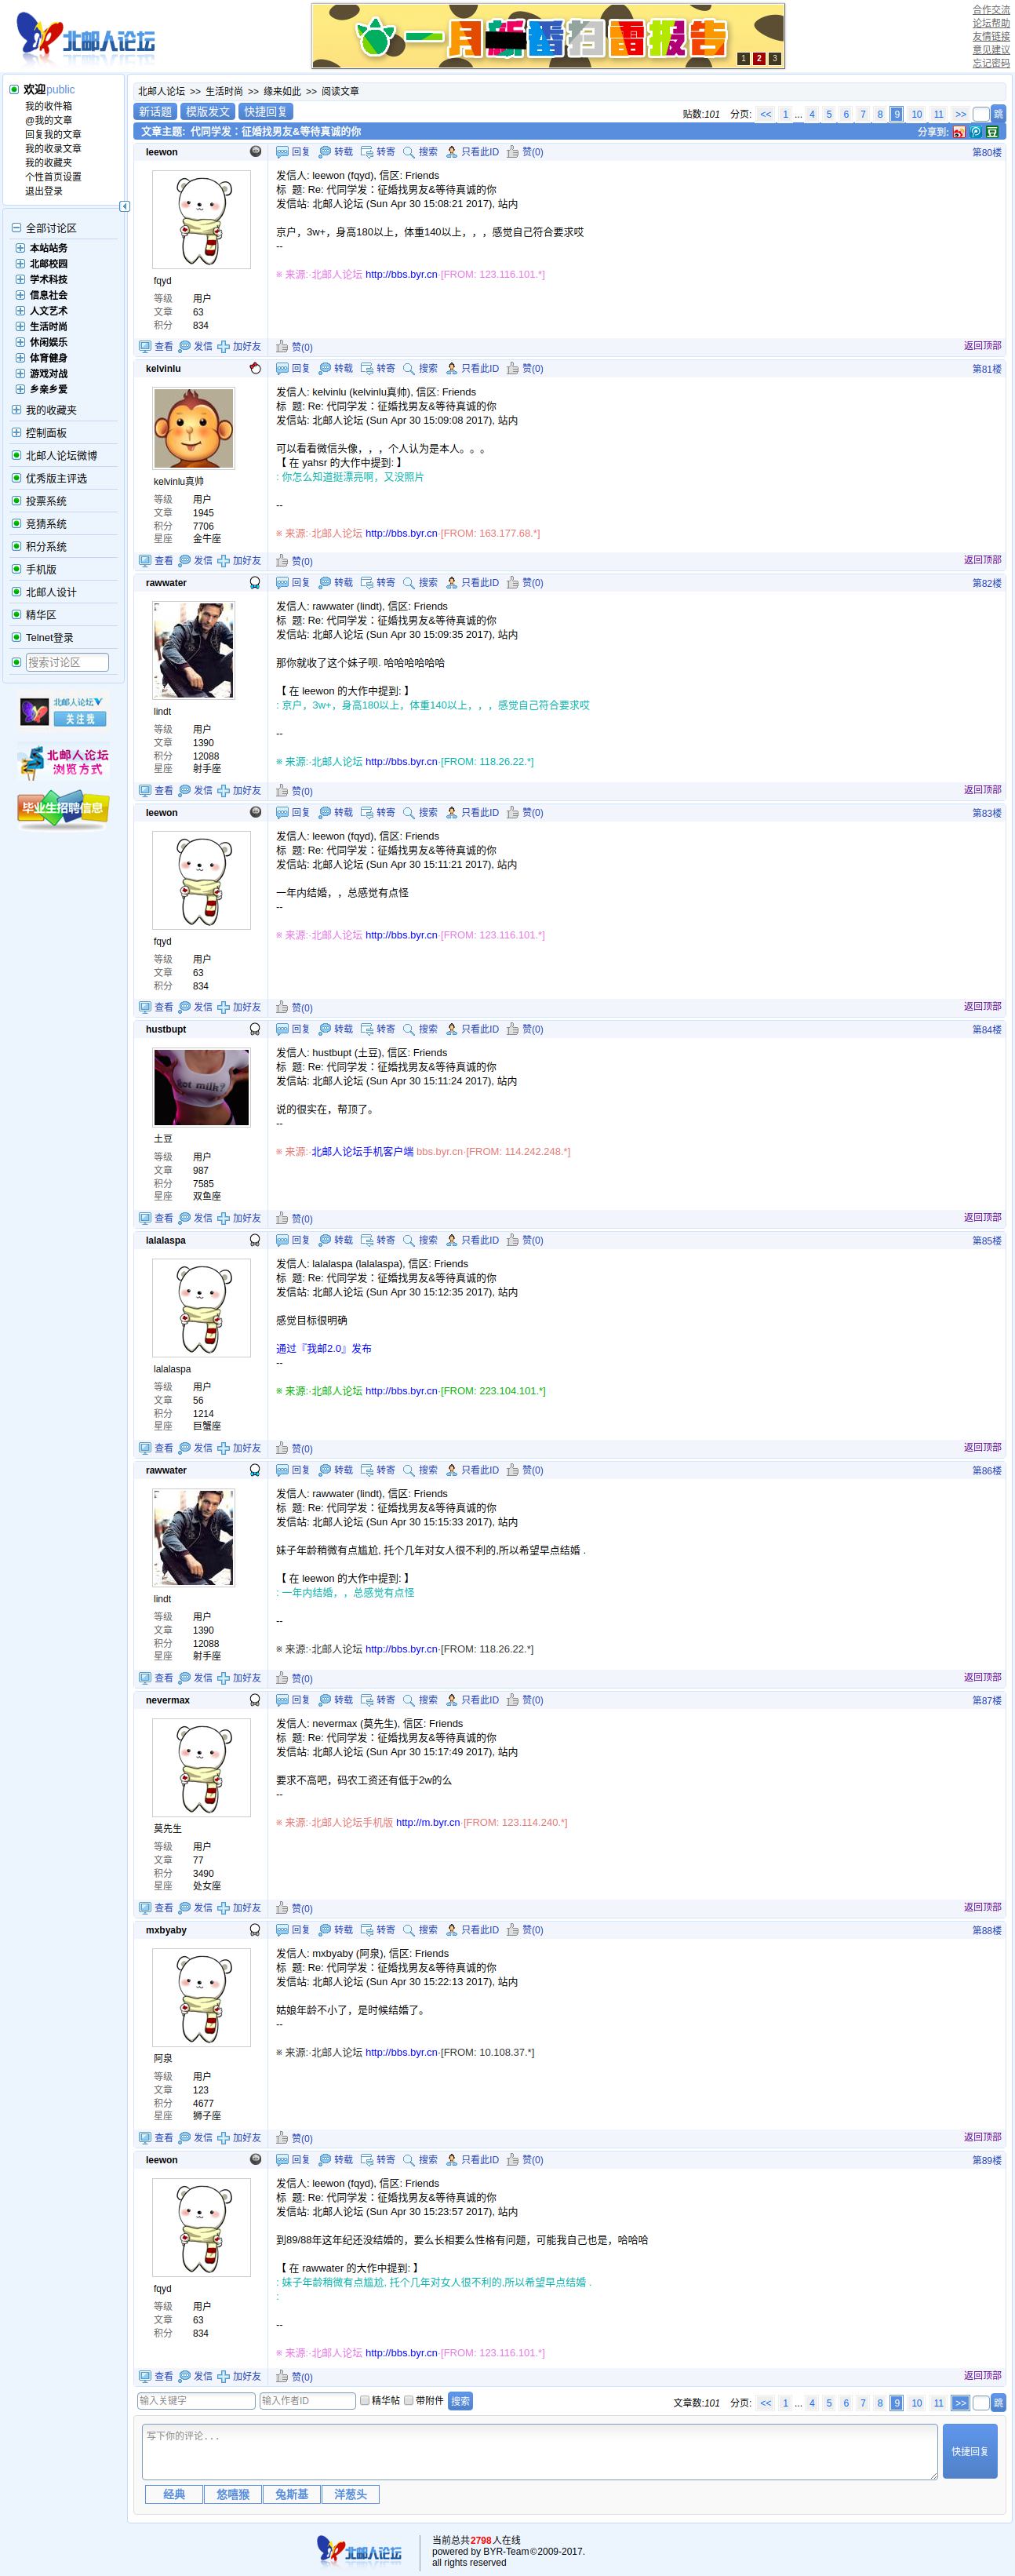 北邮人论坛
一月新番扫雷报告
1 2 3
合作交流
论坛帮助
友情链接
意见建议
忘记密码
欢迎public
我的收件箱
@我的文章
回复我的文章
我的收录文章
我的收藏夹
个性首页设置
退出登录
全部讨论区
本站站务
北邮校园
学术科技
信息社会
人文艺术
生活时尚
休闲娱乐
体育健身
游戏对战
乡亲乡爱
我的收藏夹
控制面板
北邮人论坛微博
优秀版主评选
投票系统
竞猜系统
积分系统
手机版
北邮人设计
精华区
Telnet登录
搜索讨论区
北邮人论坛
关注我
北邮人论坛
浏览方式
毕业生招聘信息
北邮人论坛 >> 生活时尚 >> 缘来如此 >> 阅读文章
新话题 模版发文 快捷回复
贴数:101 分页: << 1 ... 4 5 6 7 8 9 10 11 >> 跳
文章主题: 代同学发：征婚找男友&等待真诚的你 分享到:
leewon 回复 转载 转寄 搜索 只看此ID 赞(0) 第80楼
fqyd
等级 用户
文章 63
积分 834
发信人: leewon (fqyd), 信区: Friends
标 题: Re: 代同学发：征婚找男友&等待真诚的你
发信站: 北邮人论坛 (Sun Apr 30 15:08:21 2017), 站内
京户，3w+，身高180以上，体重140以上，，，感觉自己符合要求哎
--
※ 来源:·北邮人论坛 http://bbs.byr.cn·[FROM: 123.116.101.*]
查看 发信 加好友 赞(0) 返回顶部
kelvinlu 回复 转载 转寄 搜索 只看此ID 赞(0) 第81楼
kelvinlu真帅
等级 用户
文章 1945
积分 7706
星座 金牛座
发信人: kelvinlu (kelvinlu真帅), 信区: Friends
标 题: Re: 代同学发：征婚找男友&等待真诚的你
发信站: 北邮人论坛 (Sun Apr 30 15:09:08 2017), 站内
可以看看微信头像，，，个人认为是本人。。。
【 在 yahsr 的大作中提到: 】
: 你怎么知道挺漂亮啊，又没照片
--
※ 来源:·北邮人论坛 http://bbs.byr.cn·[FROM: 163.177.68.*]
查看 发信 加好友 赞(0) 返回顶部
rawwater 回复 转载 转寄 搜索 只看此ID 赞(0) 第82楼
lindt
等级 用户
文章 1390
积分 12088
星座 射手座
发信人: rawwater (lindt), 信区: Friends
标 题: Re: 代同学发：征婚找男友&等待真诚的你
发信站: 北邮人论坛 (Sun Apr 30 15:09:35 2017), 站内
那你就收了这个妹子呗. 哈哈哈哈哈哈
【 在 leewon 的大作中提到: 】
: 京户，3w+，身高180以上，体重140以上，，，感觉自己符合要求哎
--
※ 来源:·北邮人论坛 http://bbs.byr.cn·[FROM: 118.26.22.*]
查看 发信 加好友 赞(0) 返回顶部
leewon 回复 转载 转寄 搜索 只看此ID 赞(0) 第83楼
fqyd
等级 用户
文章 63
积分 834
发信人: leewon (fqyd), 信区: Friends
标 题: Re: 代同学发：征婚找男友&等待真诚的你
发信站: 北邮人论坛 (Sun Apr 30 15:11:21 2017), 站内
一年内结婚，，总感觉有点怪
--
※ 来源:·北邮人论坛 http://bbs.byr.cn·[FROM: 123.116.101.*]
查看 发信 加好友 赞(0) 返回顶部
hustbupt 回复 转载 转寄 搜索 只看此ID 赞(0) 第84楼
got milk?
土豆
等级 用户
文章 987
积分 7585
星座 双鱼座
发信人: hustbupt (土豆), 信区: Friends
标 题: Re: 代同学发：征婚找男友&等待真诚的你
发信站: 北邮人论坛 (Sun Apr 30 15:11:24 2017), 站内
说的很实在，帮顶了。
--
※ 来源:·北邮人论坛手机客户端 bbs.byr.cn·[FROM: 114.242.248.*]
查看 发信 加好友 赞(0) 返回顶部
lalalaspa 回复 转载 转寄 搜索 只看此ID 赞(0) 第85楼
lalalaspa
等级 用户
文章 56
积分 1214
星座 巨蟹座
发信人: lalalaspa (lalalaspa), 信区: Friends
标 题: Re: 代同学发：征婚找男友&等待真诚的你
发信站: 北邮人论坛 (Sun Apr 30 15:12:35 2017), 站内
感觉目标很明确
通过『我邮2.0』发布
--
※ 来源:·北邮人论坛 http://bbs.byr.cn·[FROM: 223.104.101.*]
查看 发信 加好友 赞(0) 返回顶部
rawwater 回复 转载 转寄 搜索 只看此ID 赞(0) 第86楼
lindt
等级 用户
文章 1390
积分 12088
星座 射手座
发信人: rawwater (lindt), 信区: Friends
标 题: Re: 代同学发：征婚找男友&等待真诚的你
发信站: 北邮人论坛 (Sun Apr 30 15:15:33 2017), 站内
妹子年龄稍微有点尴尬, 托个几年对女人很不利的,所以希望早点结婚 .
【 在 leewon 的大作中提到: 】
: 一年内结婚，，总感觉有点怪
--
※ 来源:·北邮人论坛 http://bbs.byr.cn·[FROM: 118.26.22.*]
查看 发信 加好友 赞(0) 返回顶部
nevermax 回复 转载 转寄 搜索 只看此ID 赞(0) 第87楼
莫先生
等级 用户
文章 77
积分 3490
星座 处女座
发信人: nevermax (莫先生), 信区: Friends
标 题: Re: 代同学发：征婚找男友&等待真诚的你
发信站: 北邮人论坛 (Sun Apr 30 15:17:49 2017), 站内
要求不高吧，码农工资还有低于2w的么
--
※ 来源:·北邮人论坛手机版 http://m.byr.cn·[FROM: 123.114.240.*]
查看 发信 加好友 赞(0) 返回顶部
mxbyaby 回复 转载 转寄 搜索 只看此ID 赞(0) 第88楼
阿泉
等级 用户
文章 123
积分 4677
星座 狮子座
发信人: mxbyaby (阿泉), 信区: Friends
标 题: Re: 代同学发：征婚找男友&等待真诚的你
发信站: 北邮人论坛 (Sun Apr 30 15:22:13 2017), 站内
姑娘年龄不小了，是时候结婚了。
--
※ 来源:·北邮人论坛 http://bbs.byr.cn·[FROM: 10.108.37.*]
查看 发信 加好友 赞(0) 返回顶部
leewon 回复 转载 转寄 搜索 只看此ID 赞(0) 第89楼
fqyd
等级 用户
文章 63
积分 834
发信人: leewon (fqyd), 信区: Friends
标 题: Re: 代同学发：征婚找男友&等待真诚的你
发信站: 北邮人论坛 (Sun Apr 30 15:23:57 2017), 站内
到89/88年这年纪还没结婚的，要么长相要么性格有问题，可能我自己也是，哈哈哈
【 在 rawwater 的大作中提到: 】
: 妹子年龄稍微有点尴尬, 托个几年对女人很不利的,所以希望早点结婚 .
:
--
※ 来源:·北邮人论坛 http://bbs.byr.cn·[FROM: 123.116.101.*]
查看 发信 加好友 赞(0) 返回顶部
输入关键字 输入作者ID 精华帖 带附件 搜索
文章数:101 分页: << 1 ... 4 5 6 7 8 9 10 11 >> 跳
写下你的评论...
快捷回复
经典 悠嘻猴 兔斯基 洋葱头
北邮人论坛
当前总共2798人在线
powered by BYR-Team©2009-2017.
all rights reserved